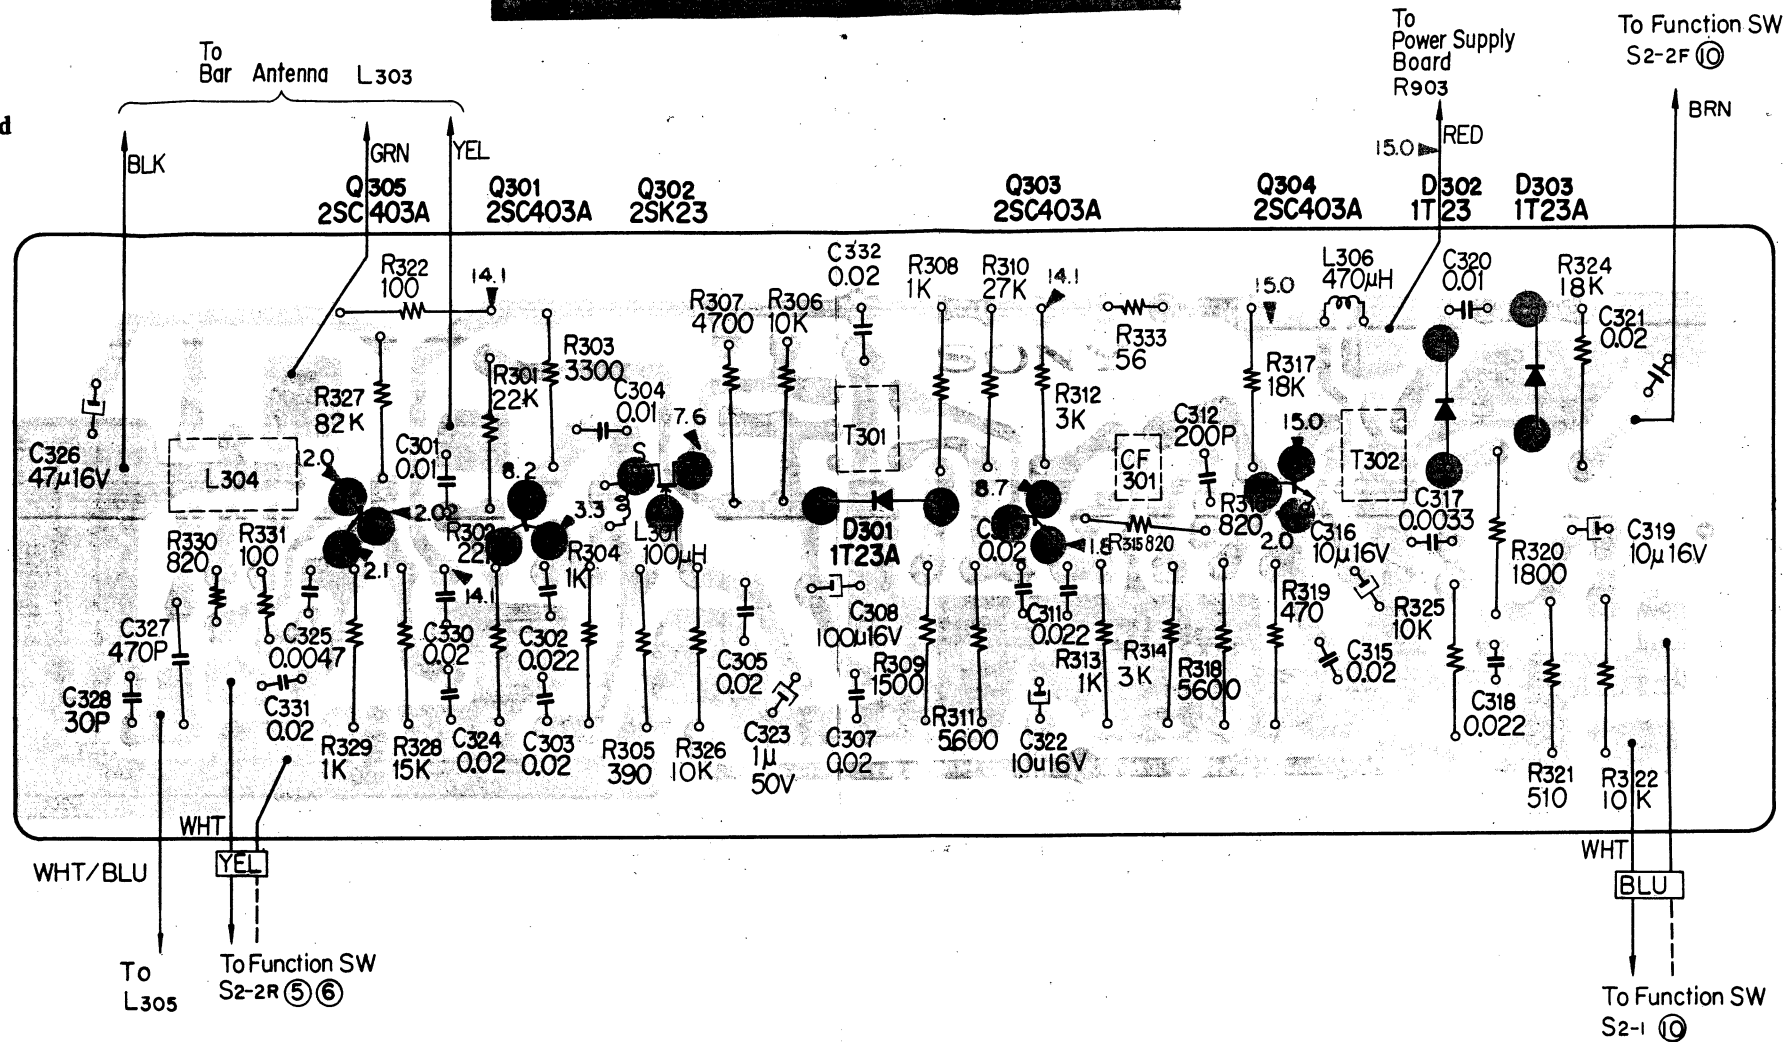 To
Bar Antenna L303
To
Power Supply
Board
R903
To Function SW
S2-2F ⑩
d
BLK
GRN
YEL
15.0
RED
BRN
Q305
2SC403A
Q301
2SC403A
Q302
2SK23
Q303
2SC403A
Q304
2SC403A
D302
1T23
D303
1T23A
R322
100
14.1
C332
0.02
R308
1K
R310
27K
14.1
15.0
L306
470μH
C320
0.01
R324
18K
R307
4700
R306
10K
R333
56
C321
0.02
R303
3300
SONY
R327
82K
R301
22K
C304
0.01
7.6
R312
3K
R317
18K
C312
200P
15.0
C326
47μ16V
L304
12.0
C301
0.01
8.2
S
T301
8.7
CF
301
T302
C317
0.0033
2.02
3.3
820
R330
820
R331
100
R302
L301
100μH
D301
1T23A
0.02
1.8
R315 820
2.0
C316
10μ16V
R320
1800
C319
10μ16V
2.1
14.1
R304
1K
C327
470P
C325
0.0047
C330
0.02
C302
0.022
C305
0.02
C308
100μ16V
R309
1500
C311
0.022
R313
1K
R314
3K
R318
5600
R319
470
R325
10K
C315
0.02
C328
30P
C331
0.02
C318
0.022
R329
1K
R328
15K
C324
0.02
C303
0.02
R305
390
R326
10K
C323
1μ
50V
C307
0.02
R311
5600
C322
10u16V
R321
510
R322
10K
WHT/BLU
WHT
YEL
WHT
BLU
To
L305
To Function SW
S2-2R ⑤ ⑥
To Function SW
S2-1 ⑩